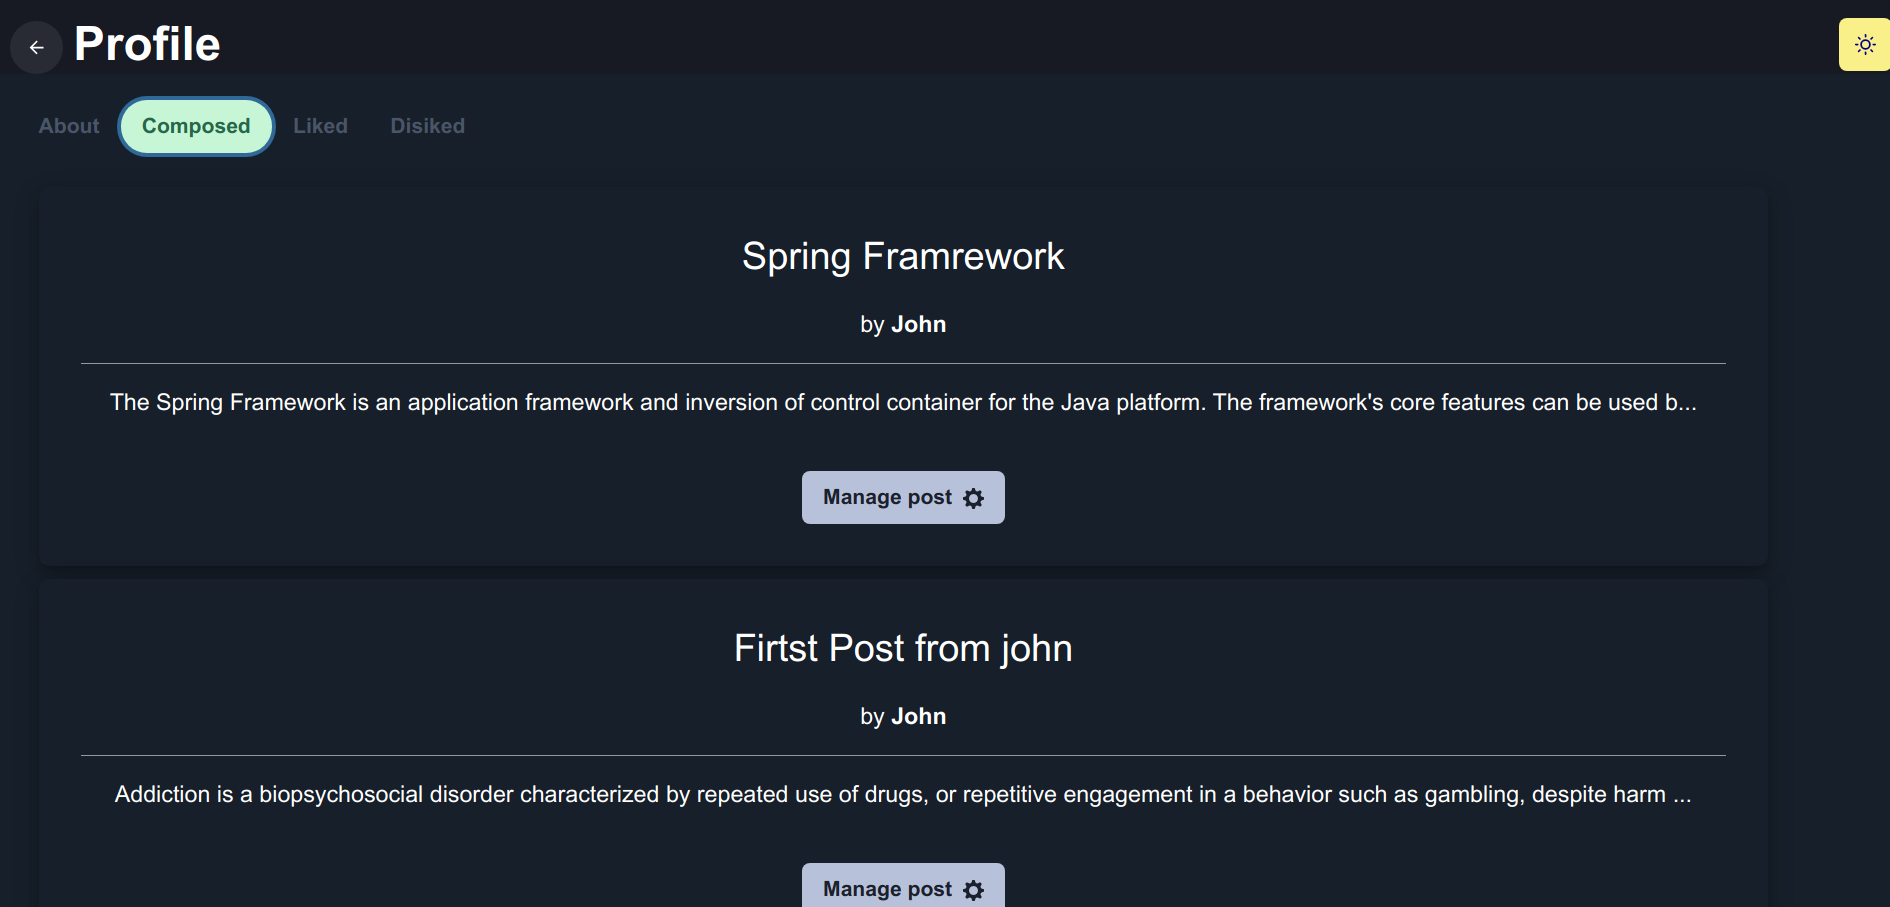 Profile
About Composed Liked Disiked
Spring Framrework
by John
The Spring Framework is an application framework and inversion of control container for the Java platform. The framework's core features can be used b...
Manage post
Firtst Post from john
by John
Addiction is a biopsychosocial disorder characterized by repeated use of drugs, or repetitive engagement in a behavior such as gambling, despite harm ...
Manage post